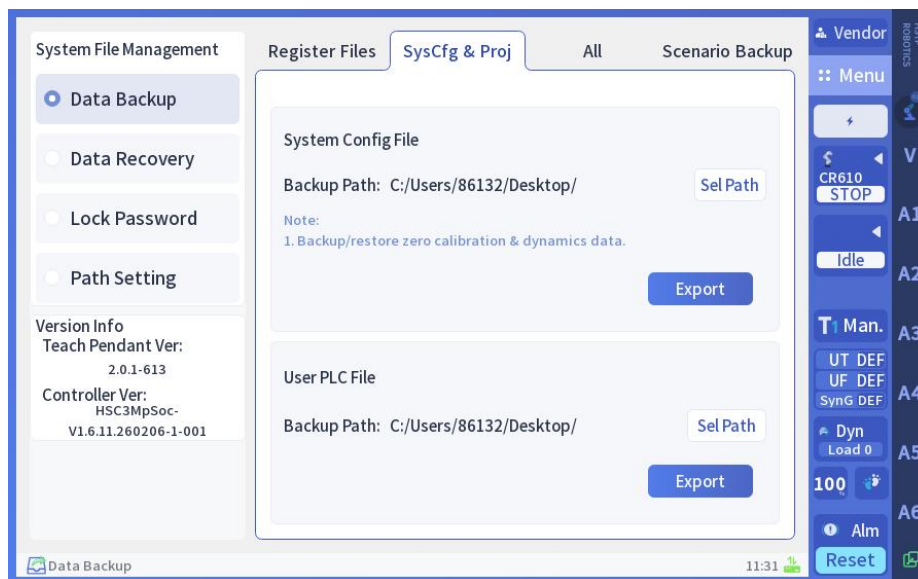 System File Management
Data Backup
Data Recovery
Lock Password
Path Setting
Version Info
Teach Pendant Ver:
2.0.1-613
Controller Ver:
HSC3MpSoc-
V1.6.11.260206-1-001
Register Files
SysCfg & Proj
All
Scenario Backup
System Config File
Backup Path: C:/Users/86132/Desktop/
Sel Path
Note:
1. Backup/restore zero calibration & dynamics data.
Export
User PLC File
Backup Path: C:/Users/86132/Desktop/
Sel Path
Export
Vendor
Menu
CR610
STOP
Idle
T1 Man.
UT DEF
UF DEF
SynG DEF
Dyn
Load 0
100
%
Alm
Reset
ROBOTICS
V
A1
A2
A3
A4
A5
A6
Data Backup
11:31